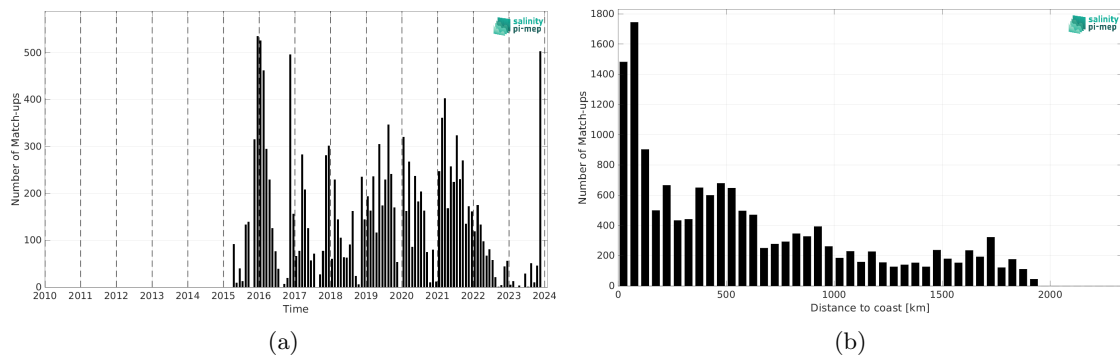 salinity
pi-mep
500
400
300
200
100
0
Number of Match-ups
2010 2011 2012 2013 2014 2015 2016 2017 2018 2019 2020 2021 2022 2023 2024
Time
(a)
salinity
pi-mep
1800
1600
1400
1200
1000
800
600
400
200
0
Number of Match-ups
0 500 1000 1500 2000
Distance to coast [km]
(b)